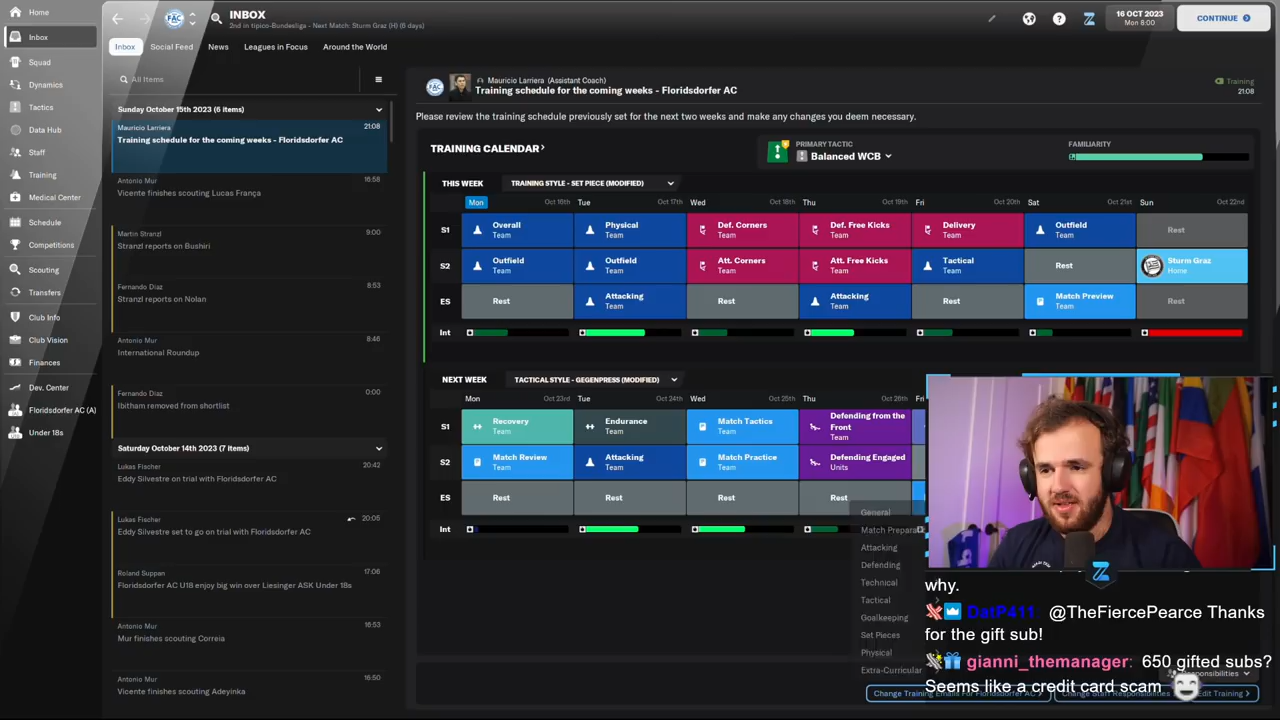 Home
Inbox
Squad
Dynamics
Tactics
Data Hub
Staff
Training
Medical Center
Schedule
Competitions
Scouting
Transfers
Club Info
Club Vision
Finances
Dev. Center
Floridsdorfer AC (A)
Under 18s
FAC
INBOX
2nd in tipico-Bundesliga - Next Match: Sturm Graz (H) (6 days)
16 OCT 2023
Mon 8:00
CONTINUE
Inbox Social Feed News Leagues in Focus Around the World
All Items
Sunday October 15th 2023 (6 items)
Mauricio Larriera 21:08
Training schedule for the coming weeks - Floridsdorfer AC
Antonio Mur 16:58
Vicente finishes scouting Lucas França
Martin Stranzl 9:00
Stranzl reports on Bushiri
Fernando Diaz 8:53
Stranzl reports on Nolan
Antonio Mur 8:46
International Roundup
Fernando Diaz 0:00
Ibitham removed from shortlist
Saturday October 14th 2023 (7 items)
Lukas Fischer 20:42
Eddy Silvestre on trial with Floridsdorfer AC
Lukas Fischer 20:05
Eddy Silvestre set to go on trial with Floridsdorfer AC
Roland Suppan 17:06
Floridsdorfer AC U18 enjoy big win over Liesinger ASK Under 18s
Antonio Mur 16:53
Mur finishes scouting Correia
Antonio Mur 16:50
Vicente finishes scouting Adeyinka
Mauricio Larriera (Assistant Coach)
Training schedule for the coming weeks - Floridsdorfer AC
Training
21:08
Please review the training schedule previously set for the next two weeks and make any changes you deem necessary.
TRAINING CALENDAR
PRIMARY TACTIC
Balanced WCB
FAMILIARITY
THIS WEEK TRAINING STYLE - SET PIECE (MODIFIED)
Mon Oct 16th Tue Oct 17th Wed Oct 18th Thu Oct 19th Fri Oct 20th Sat Oct 21st Sun Oct 22nd
S1 Overall Physical Def. Corners Def. Free Kicks Delivery Outfield Rest
Team Team Team Team Team Team
S2 Outfield Outfield Att. Corners Att. Free Kicks Tactical Rest Sturm Graz
Team Team Team Team Team Home
ES Rest Attacking Rest Attacking Rest Match Preview Rest
Team Team Team
Int
NEXT WEEK TACTICAL STYLE - GEGENPRESS (MODIFIED)
Mon Oct 23rd Tue Oct 24th Wed Oct 25th Thu Oct 26th Fri
S1 Recovery Endurance Match Tactics Defending from the Front
Team Team Team Team
S2 Match Review Attacking Match Practice Defending Engaged
Team Team Team Units
ES Rest Rest Rest Rest
Int
General
Match Prepara
Attacking
Defending
Technical
Tactical
Goalkeeping
Set Pieces
Physical
Extra-Curricular
why.
DatP411 @TheFiercePearce Thanks
for the gift sub!
gianni_themanager: 650 gifted subs?
Seems like a credit card scam
Change Training Emails For Floridsdorfer AC
Change Staff Responsibilities
Edit Training